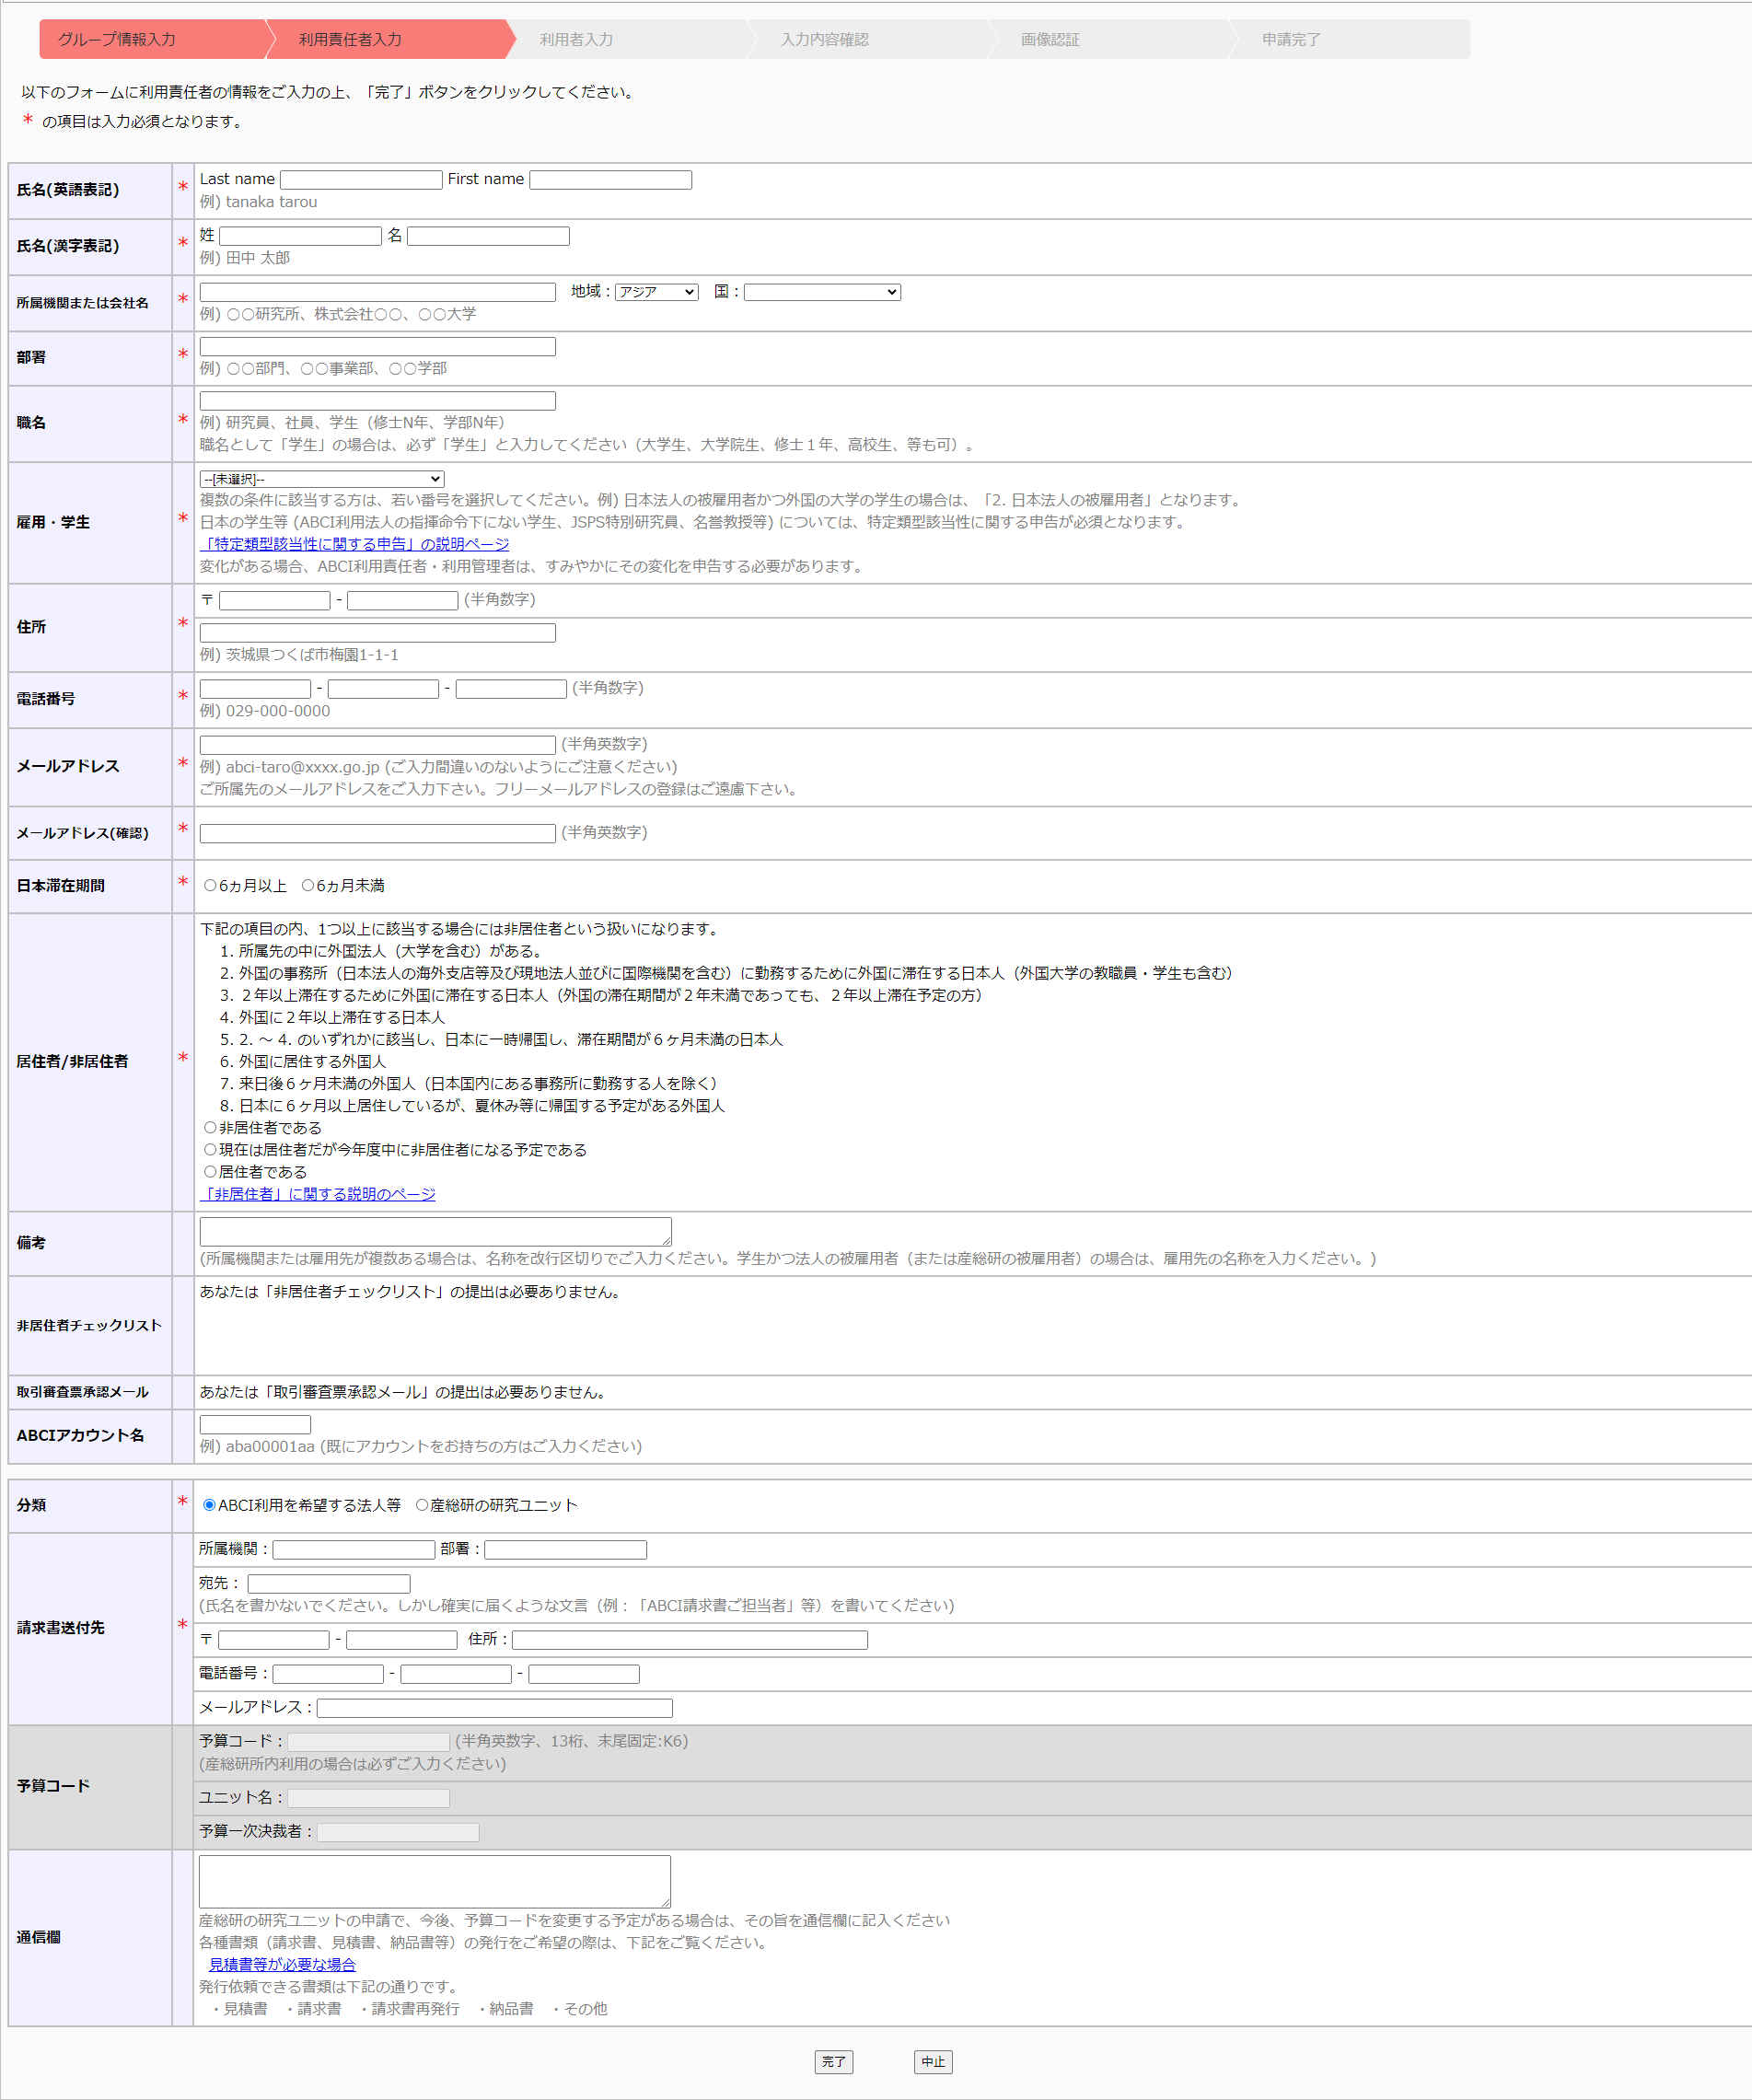 グループ情報入力 利用責任者入力 利用者入力 入力内容確認 画像認証 申請完了
以下のフォームに利用責任者の情報をご入力の上、「完了」ボタンをクリックしてください。
* の項目は入力必須となります。
氏名(英語表記) * Last name First name
例) tanaka tarou
氏名(漢字表記) * 姓 名
例) 田中 太郎
所属機関または会社名 * 地域：アジア 国：
例) ○○研究所、株式会社○○、○○大学
部署 *
例) ○○部門、○○事業部、○○学部
職名 *
例) 研究員、社員、学生（修士N年、学部N年）
職名として「学生」の場合は、必ず「学生」と入力してください（大学生、大学院生、修士１年、高校生、等も可）。
雇用・学生 * --[未選択]--
複数の条件に該当する方は、若い番号を選択してください。例) 日本法人の被雇用者かつ外国の大学の学生の場合は、「2. 日本法人の被雇用者」となります。
日本の学生等 (ABCI利用法人の指揮命令下にない学生、JSPS特別研究員、名誉教授等) については、特定類型該当性に関する申告が必須となります。
「特定類型該当性に関する申告」の説明ページ
変化がある場合、ABCI利用責任者・利用管理者は、すみやかにその変化を申告する必要があります。
住所 * 〒 - (半角数字)
例) 茨城県つくば市梅園1-1-1
電話番号 * - - (半角数字)
例) 029-000-0000
メールアドレス * (半角英数字)
例) abci-taro@xxxx.go.jp (ご入力間違いのないようにご注意ください)
ご所属先のメールアドレスをご入力下さい。フリーメールアドレスの登録はご遠慮下さい。
メールアドレス(確認) * (半角英数字)
日本滞在期間 * 6ヵ月以上 6ヵ月未満
居住者/非居住者 *
下記の項目の内、1つ以上に該当する場合には非居住者という扱いになります。
1. 所属先の中に外国法人（大学を含む）がある。
2. 外国の事務所（日本法人の海外支店等及び現地法人並びに国際機関を含む）に勤務するために外国に滞在する日本人（外国大学の教職員・学生も含む）
3. ２年以上滞在するために外国に滞在する日本人（外国の滞在期間が２年未満であっても、２年以上滞在予定の方）
4. 外国に２年以上滞在する日本人
5. 2. ～ 4. のいずれかに該当し、日本に一時帰国し、滞在期間が６ヶ月未満の日本人
6. 外国に居住する外国人
7. 来日後６ヶ月未満の外国人（日本国内にある事務所に勤務する人を除く）
8. 日本に６ヶ月以上居住しているが、夏休み等に帰国する予定がある外国人
非居住者である
現在は居住者だが今年度中に非居住者になる予定である
居住者である
「非居住者」に関する説明のページ
備考
(所属機関または雇用先が複数ある場合は、名称を改行区切りでご入力ください。学生かつ法人の被雇用者（または産総研の被雇用者）の場合は、雇用先の名称を入力ください。)
非居住者チェックリスト あなたは「非居住者チェックリスト」の提出は必要ありません。
取引審査票承認メール あなたは「取引審査票承認メール」の提出は必要ありません。
ABCIアカウント名
例) aba00001aa (既にアカウントをお持ちの方はご入力ください)
分類 * ABCI利用を希望する法人等 産総研の研究ユニット
請求書送付先 * 所属機関： 部署：
宛先：
(氏名を書かないでください。しかし確実に届くような文言（例：「ABCI請求書ご担当者」等）を書いてください)
〒 - 住所：
電話番号： - -
メールアドレス：
予算コード 予算コード： (半角英数字、13桁、末尾固定:K6)
(産総研所内利用の場合は必ずご入力ください)
ユニット名：
予算一次決裁者：
通信欄
産総研の研究ユニットの申請で、今後、予算コードを変更する予定がある場合は、その旨を通信欄に記入ください
各種書類（請求書、見積書、納品書等）の発行をご希望の際は、下記をご覧ください。
見積書等が必要な場合
発行依頼できる書類は下記の通りです。
・見積書 ・請求書 ・請求書再発行 ・納品書 ・その他
完了 中止